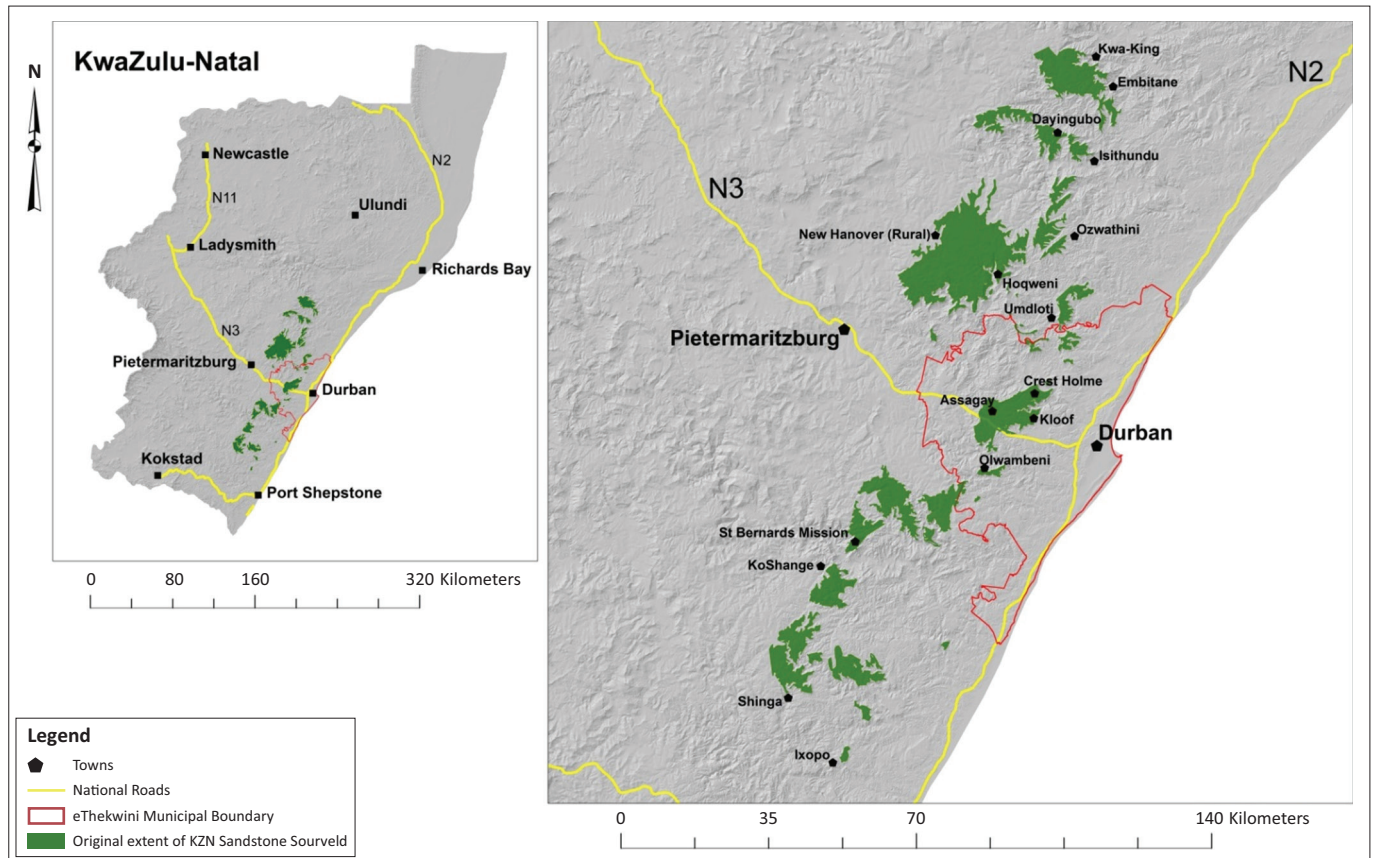 KwaZulu-Natal
N
Newcastle
N11
N2
Ulundi
Ladysmith
Richards Bay
N3
Pietermaritzburg
Durban
Kokstad
Port Shepstone
0 80 160 320 Kilometers
Legend
Towns
National Roads
eThekwini Municipal Boundary
Original extent of KZN Sandstone Sourveld
Kwa-King
N2
Embitane
Dayingubo
Isithundu
N3
New Hanover (Rural)
Ozwathini
Hoqweni
Umdloti
Pietermaritzburg
Crest Holme
Assagay
Kloof
Durban
Olwambeni
St Bernards Mission
KoShange
Shinga
Ixopo
0 35 70 140 Kilometers